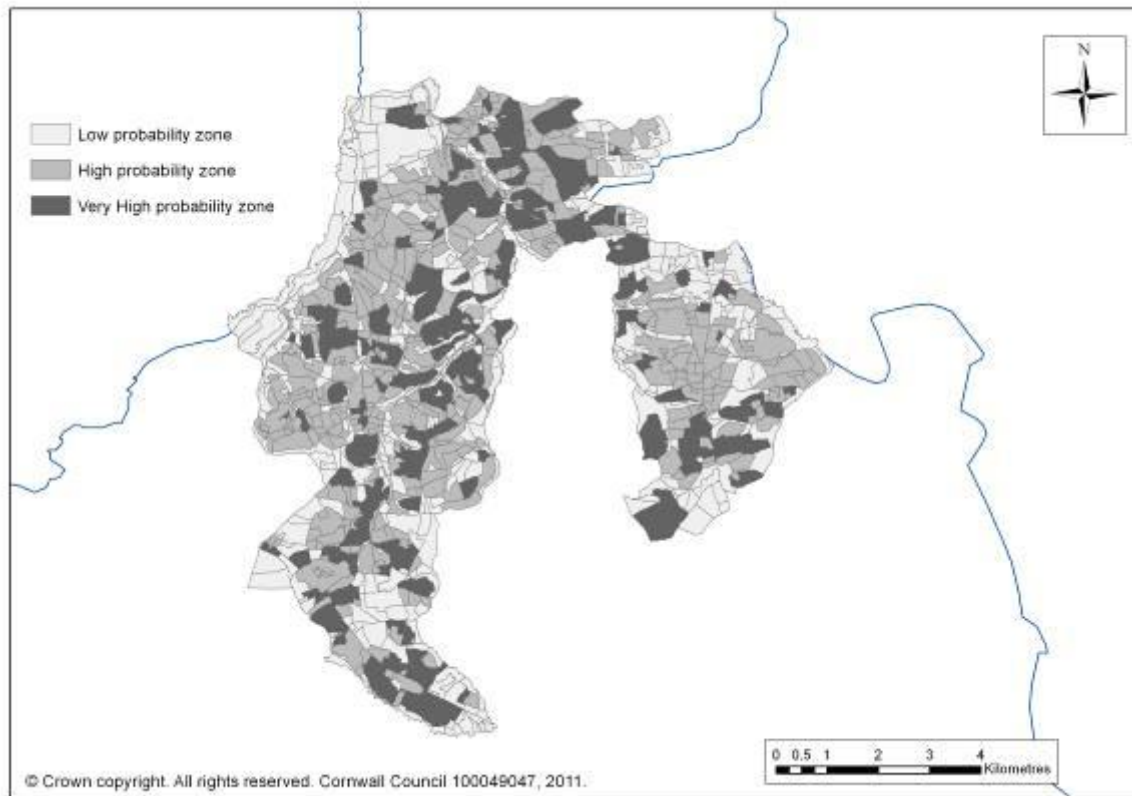 N
Low probability zone
High probability zone
Very High probability zone
0 0.5 1 2 3 4
Kilometres
© Crown copyright. All rights reserved. Cornwall Council 100049047, 2011.